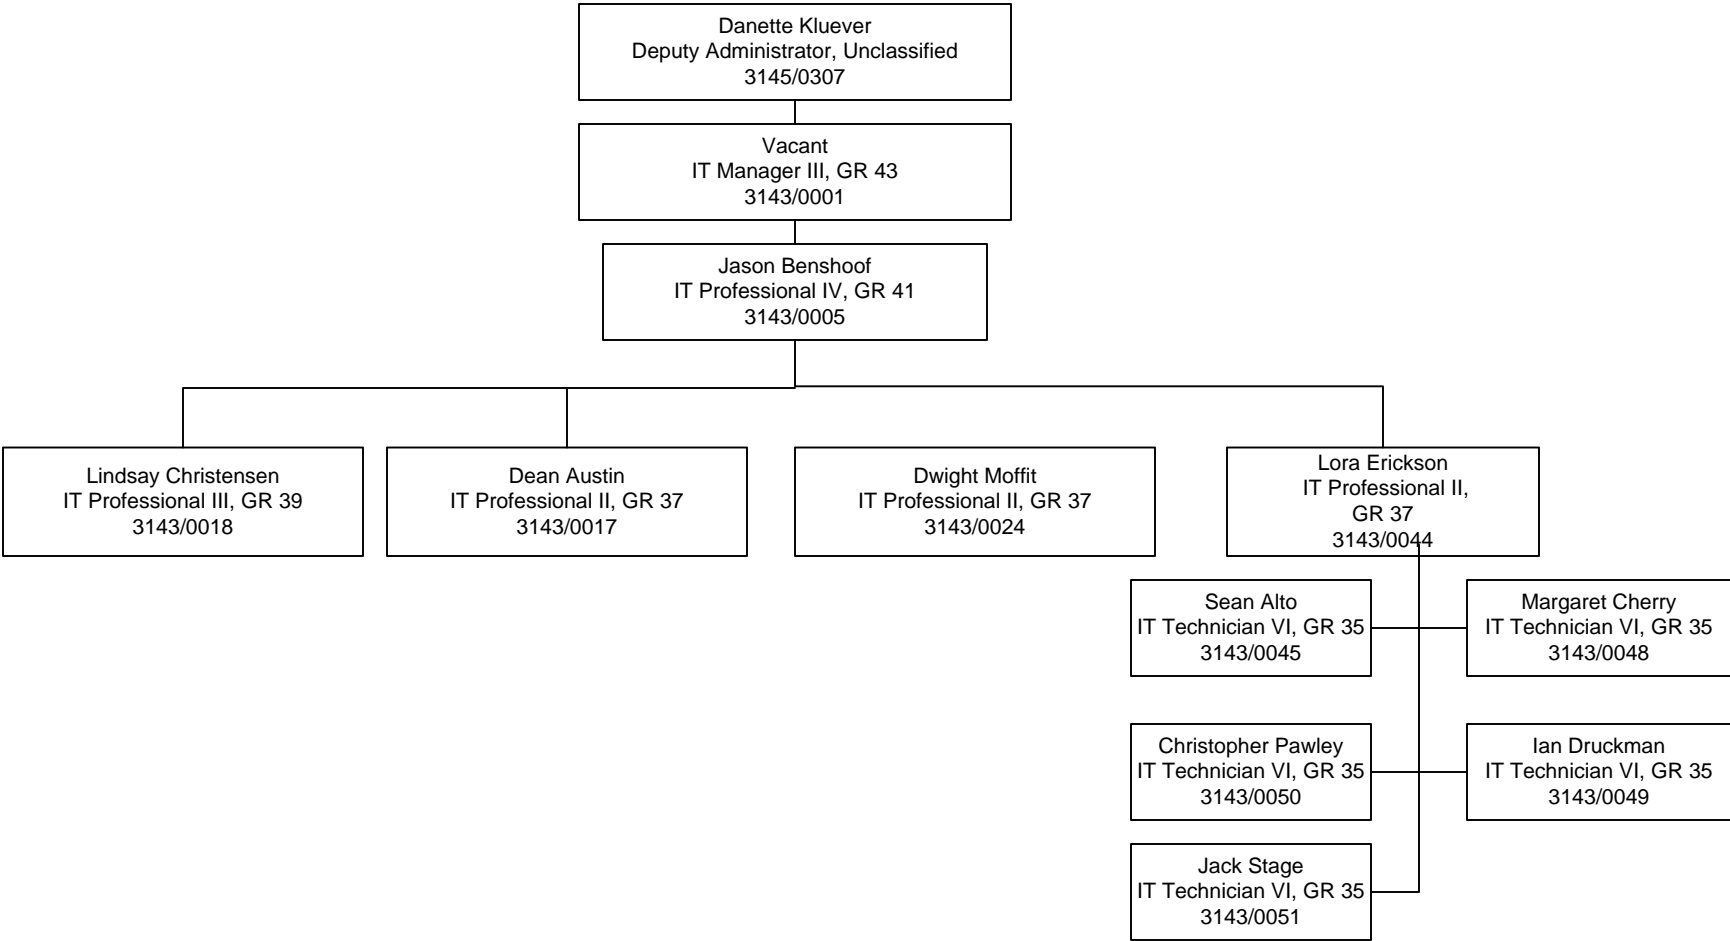 Danette Kluever
Deputy Administrator, Unclassified
3145/0307
Vacant
IT Manager III, GR 43
3143/0001
Jason Benshoof
IT Professional IV, GR 41
3143/0005
Lindsay Christensen
IT Professional III, GR 39
3143/0018
Dean Austin
IT Professional II, GR 37
3143/0017
Dwight Moffit
IT Professional II, GR 37
3143/0024
Lora Erickson
IT Professional II,
GR 37
3143/0044
Sean Alto
IT Technician VI, GR 35
3143/0045
Margaret Cherry
IT Technician VI, GR 35
3143/0048
Christopher Pawley
IT Technician VI, GR 35
3143/0050
Ian Druckman
IT Technician VI, GR 35
3143/0049
Jack Stage
IT Technician VI, GR 35
3143/0051